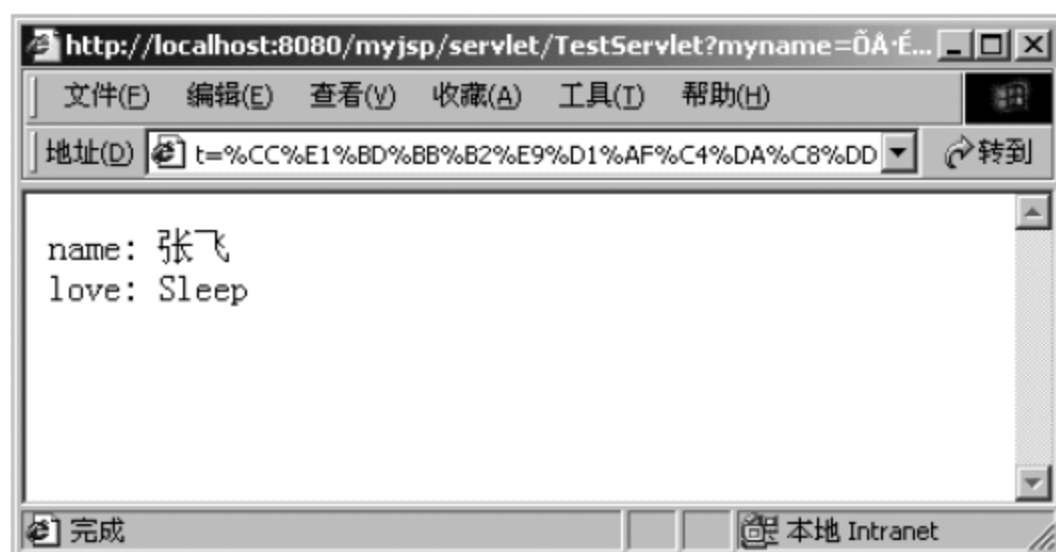 http://localhost:8080/myjsp/servlet/TestServlet?myname=ÕÅ·É...
文件(F) 编辑(E) 查看(V) 收藏(A) 工具(T) 帮助(H)
地址(D) t=%CC%E1%BD%BB%B2%E9%D1%AF%C4%DA%C8%DD 转到
name: 张飞
love: Sleep
完成 本地 Intranet